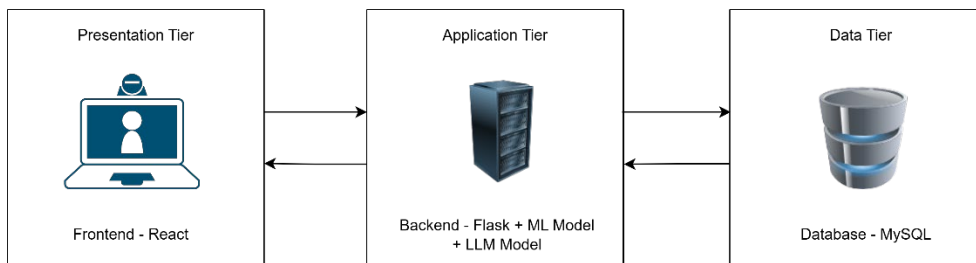 Presentation Tier
Application Tier
Data Tier
Frontend - React
Backend - Flask + ML Model
+ LLM Model
Database - MySQL